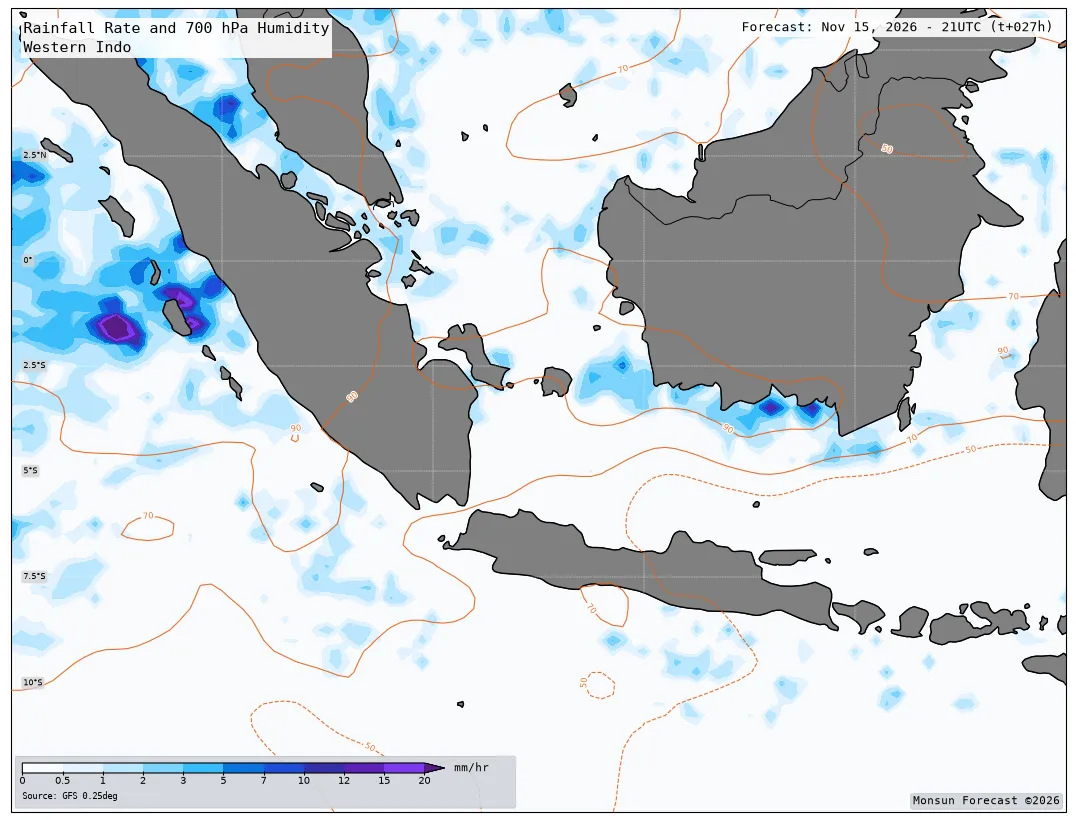 Rainfall Rate and 700 hPa Humidity
Western Indo
Forecast: Nov 15, 2026 - 21UTC (t+027h)
70
50
2.5°N
0°
70
90
2.5°S
90
90
90
70
50
5°S
70
7.5°S
70
50
10°S
50
mm/hr
0 0.5 1 2 3 5 7 10 12 15 20
Source: GFS 0.25deg
Monsun Forecast ©2026